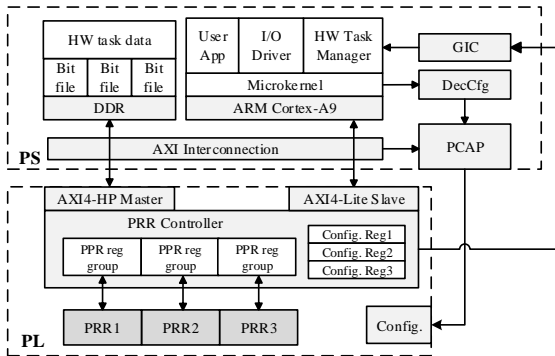 HW task data
Bit file
Bit file
Bit file
DDR
User App
I/O Driver
HW Task Manager
Microkernel
ARM Cortex-A9
GIC
DecCfg
PCAP
AXI Interconnection
PS
AXI4-HP Master
AXI4-Lite Slave
PRR Controller
PPR reg group
PPR reg group
PPR reg group
Config. Reg1
Config. Reg2
Config. Reg3
PRR1
PRR2
PRR3
Config.
PL